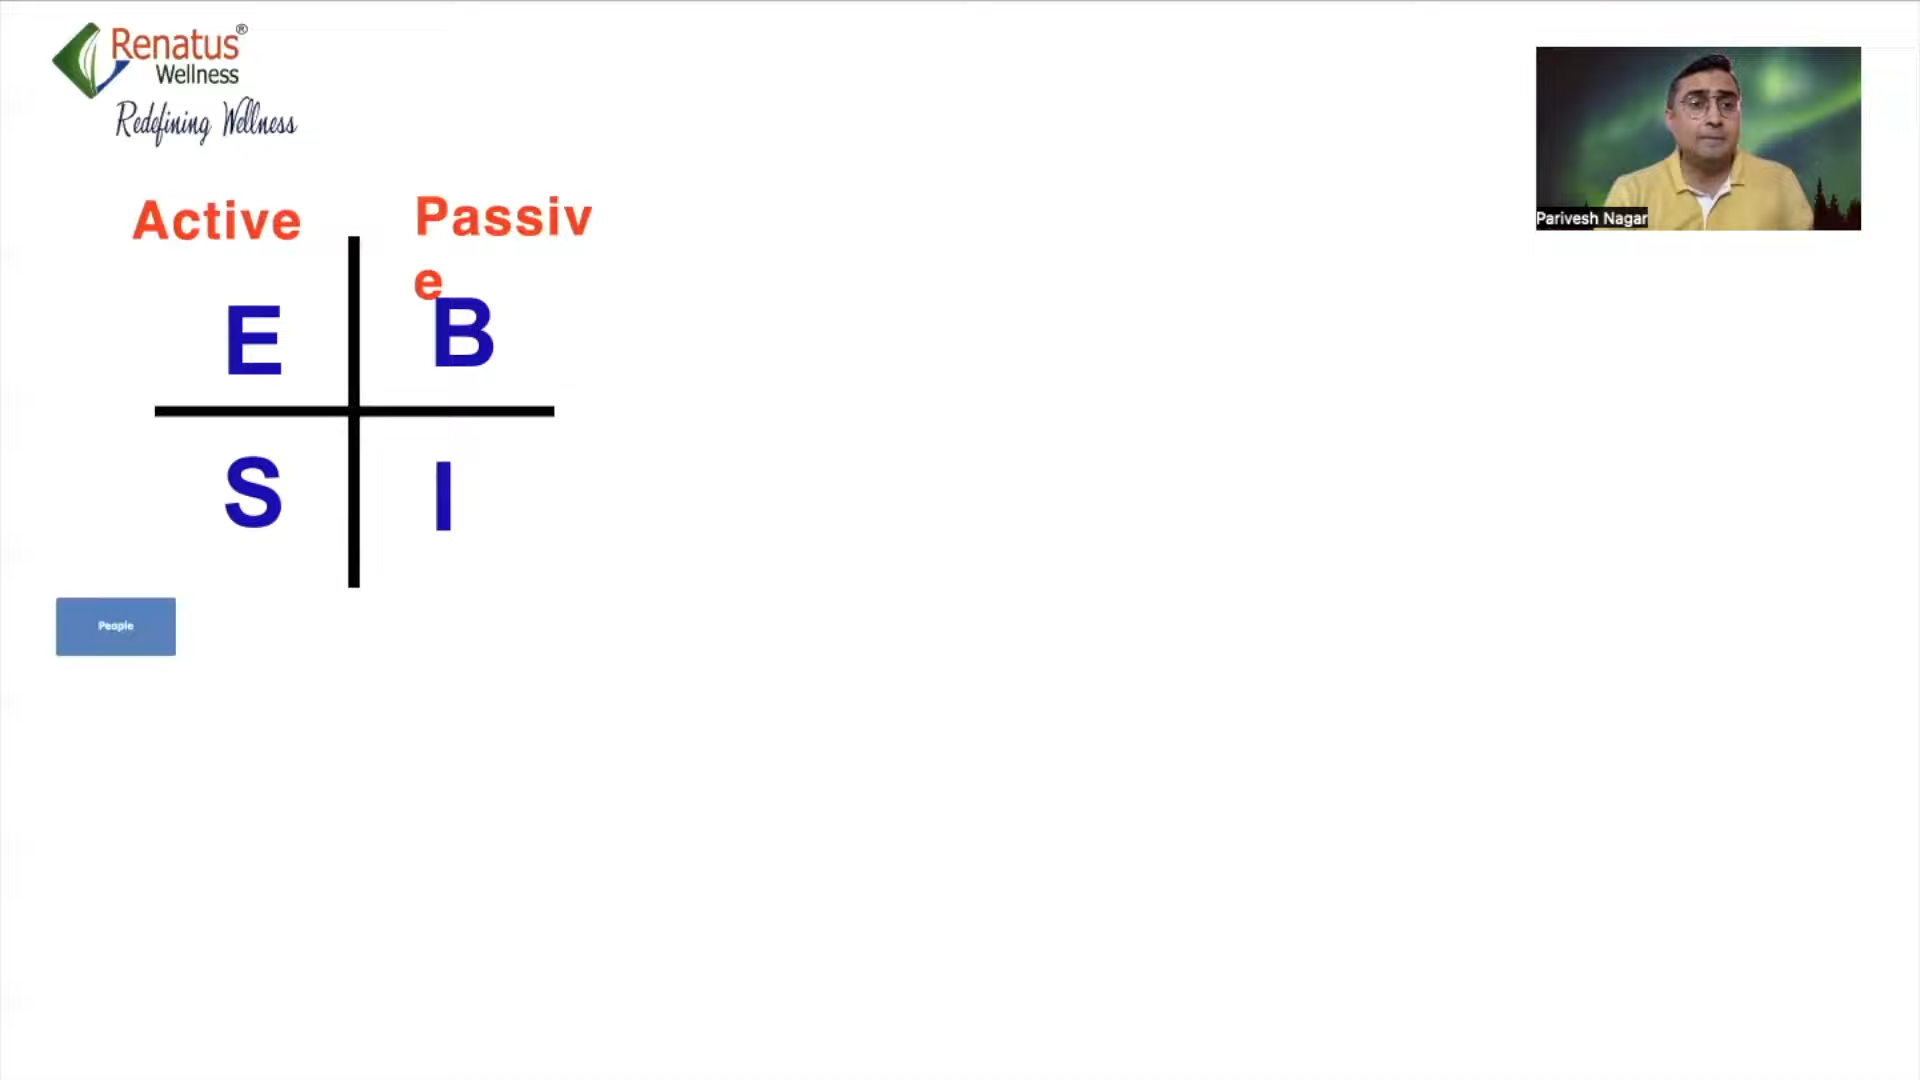 Renatus®
Wellness
Redefining Wellness
Parivesh Nagar
Active
Passiv
e
E
B
S
I
People